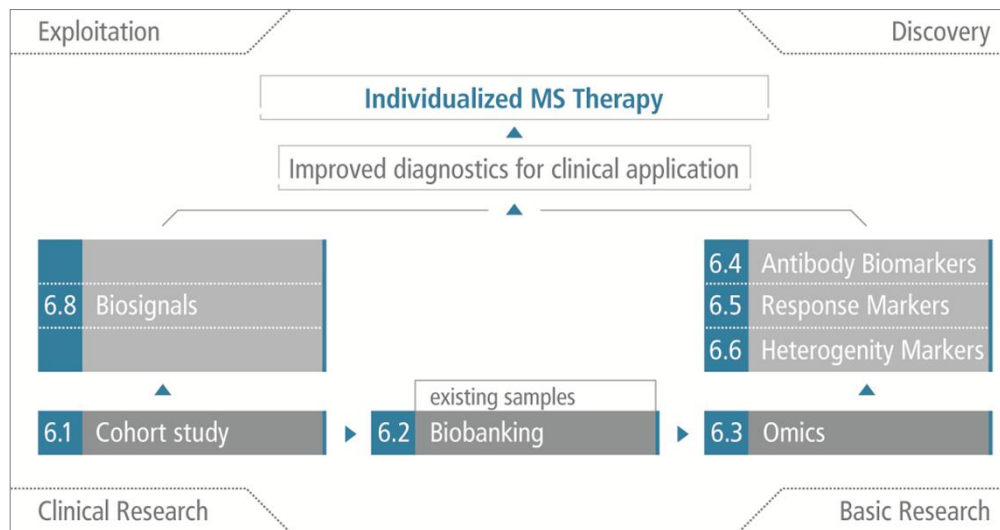 Exploitation
Discovery
Individualized MS Therapy
Improved diagnostics for clinical application
6.8 Biosignals
6.4 Antibody Biomarkers
6.5 Response Markers
6.6 Heterogenity Markers
existing samples
6.1 Cohort study
6.2 Biobanking
6.3 Omics
Clinical Research
Basic Research